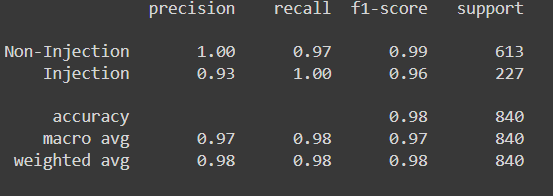 precision recall f1-score support
Non-Injection 1.00 0.97 0.99 613
Injection 0.93 1.00 0.96 227
accuracy 0.98 840
macro avg 0.97 0.98 0.97 840
weighted avg 0.98 0.98 0.98 840